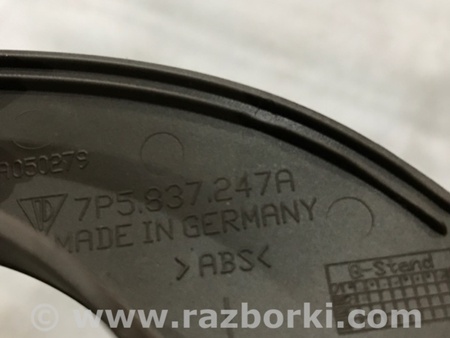 A050279
7P5.837.247A
MADE IN GERMANY
>ABS<
G-Stand
© www.razborki.com